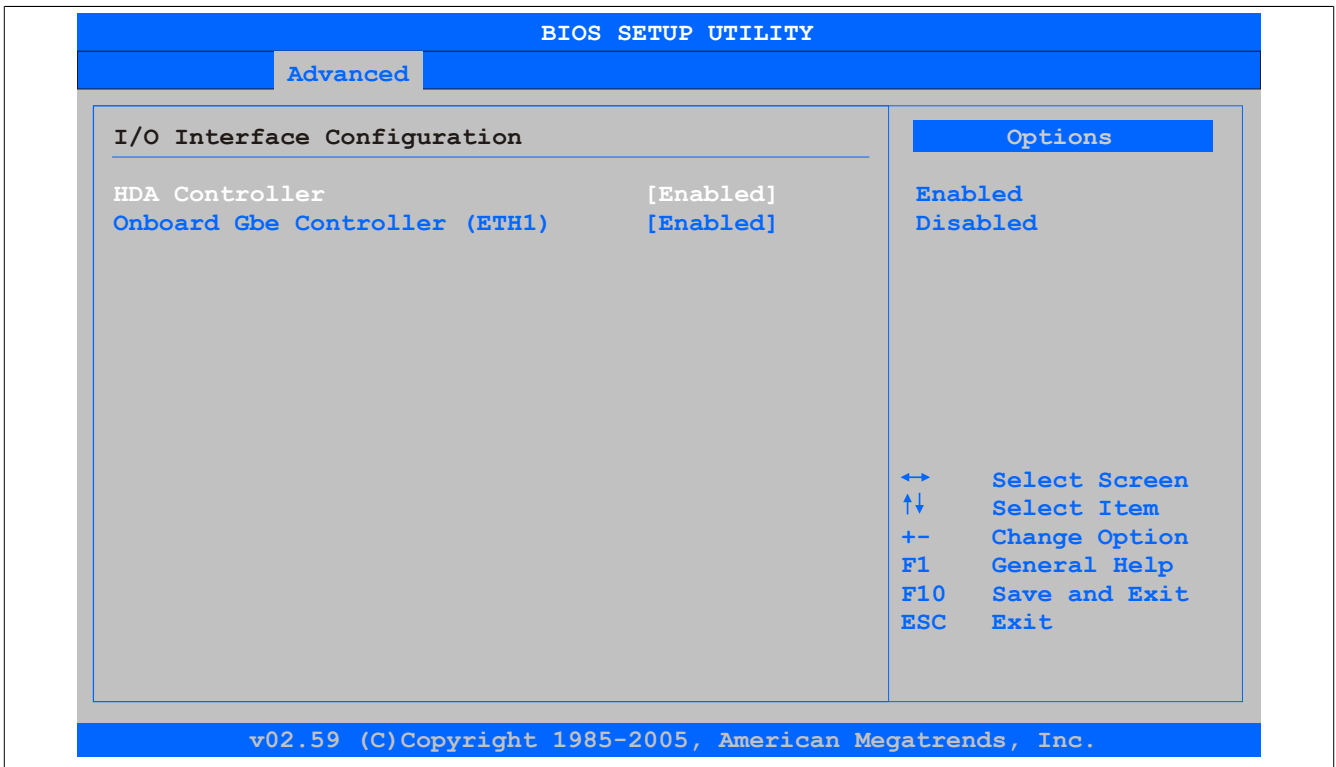 BIOS SETUP UTILITY
Advanced
I/O Interface Configuration
HDA Controller [Enabled]
Onboard Gbe Controller (ETH1) [Enabled]
Options
Enabled
Disabled
↔ Select Screen
↑↓ Select Item
+- Change Option
F1 General Help
F10 Save and Exit
ESC Exit
v02.59 (C)Copyright 1985-2005, American Megatrends, Inc.